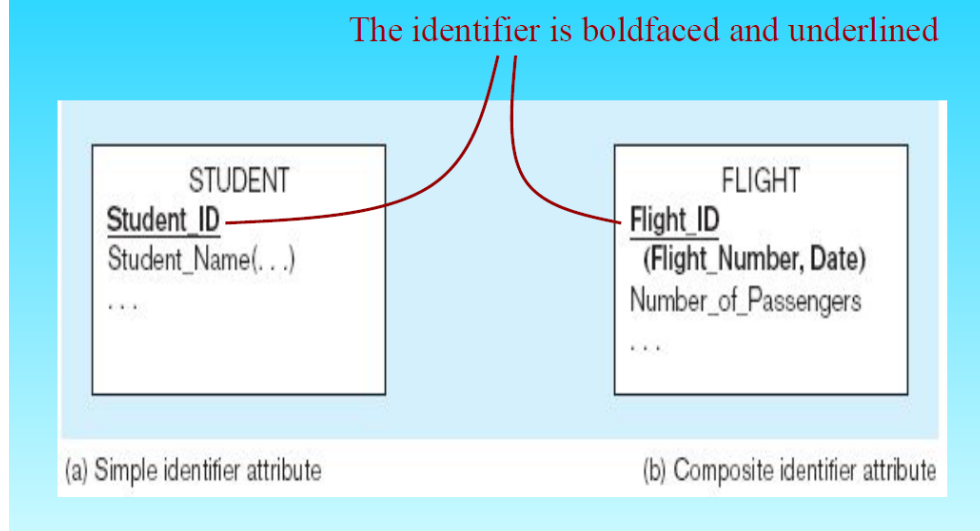 The identifier is boldfaced and underlined
STUDENT
Student_ID
Student_Name(. . .)
. . .
FLIGHT
Flight_ID
(Flight_Number, Date)
Number_of_Passengers
. . .
(a) Simple identifier attribute
(b) Composite identifier attribute